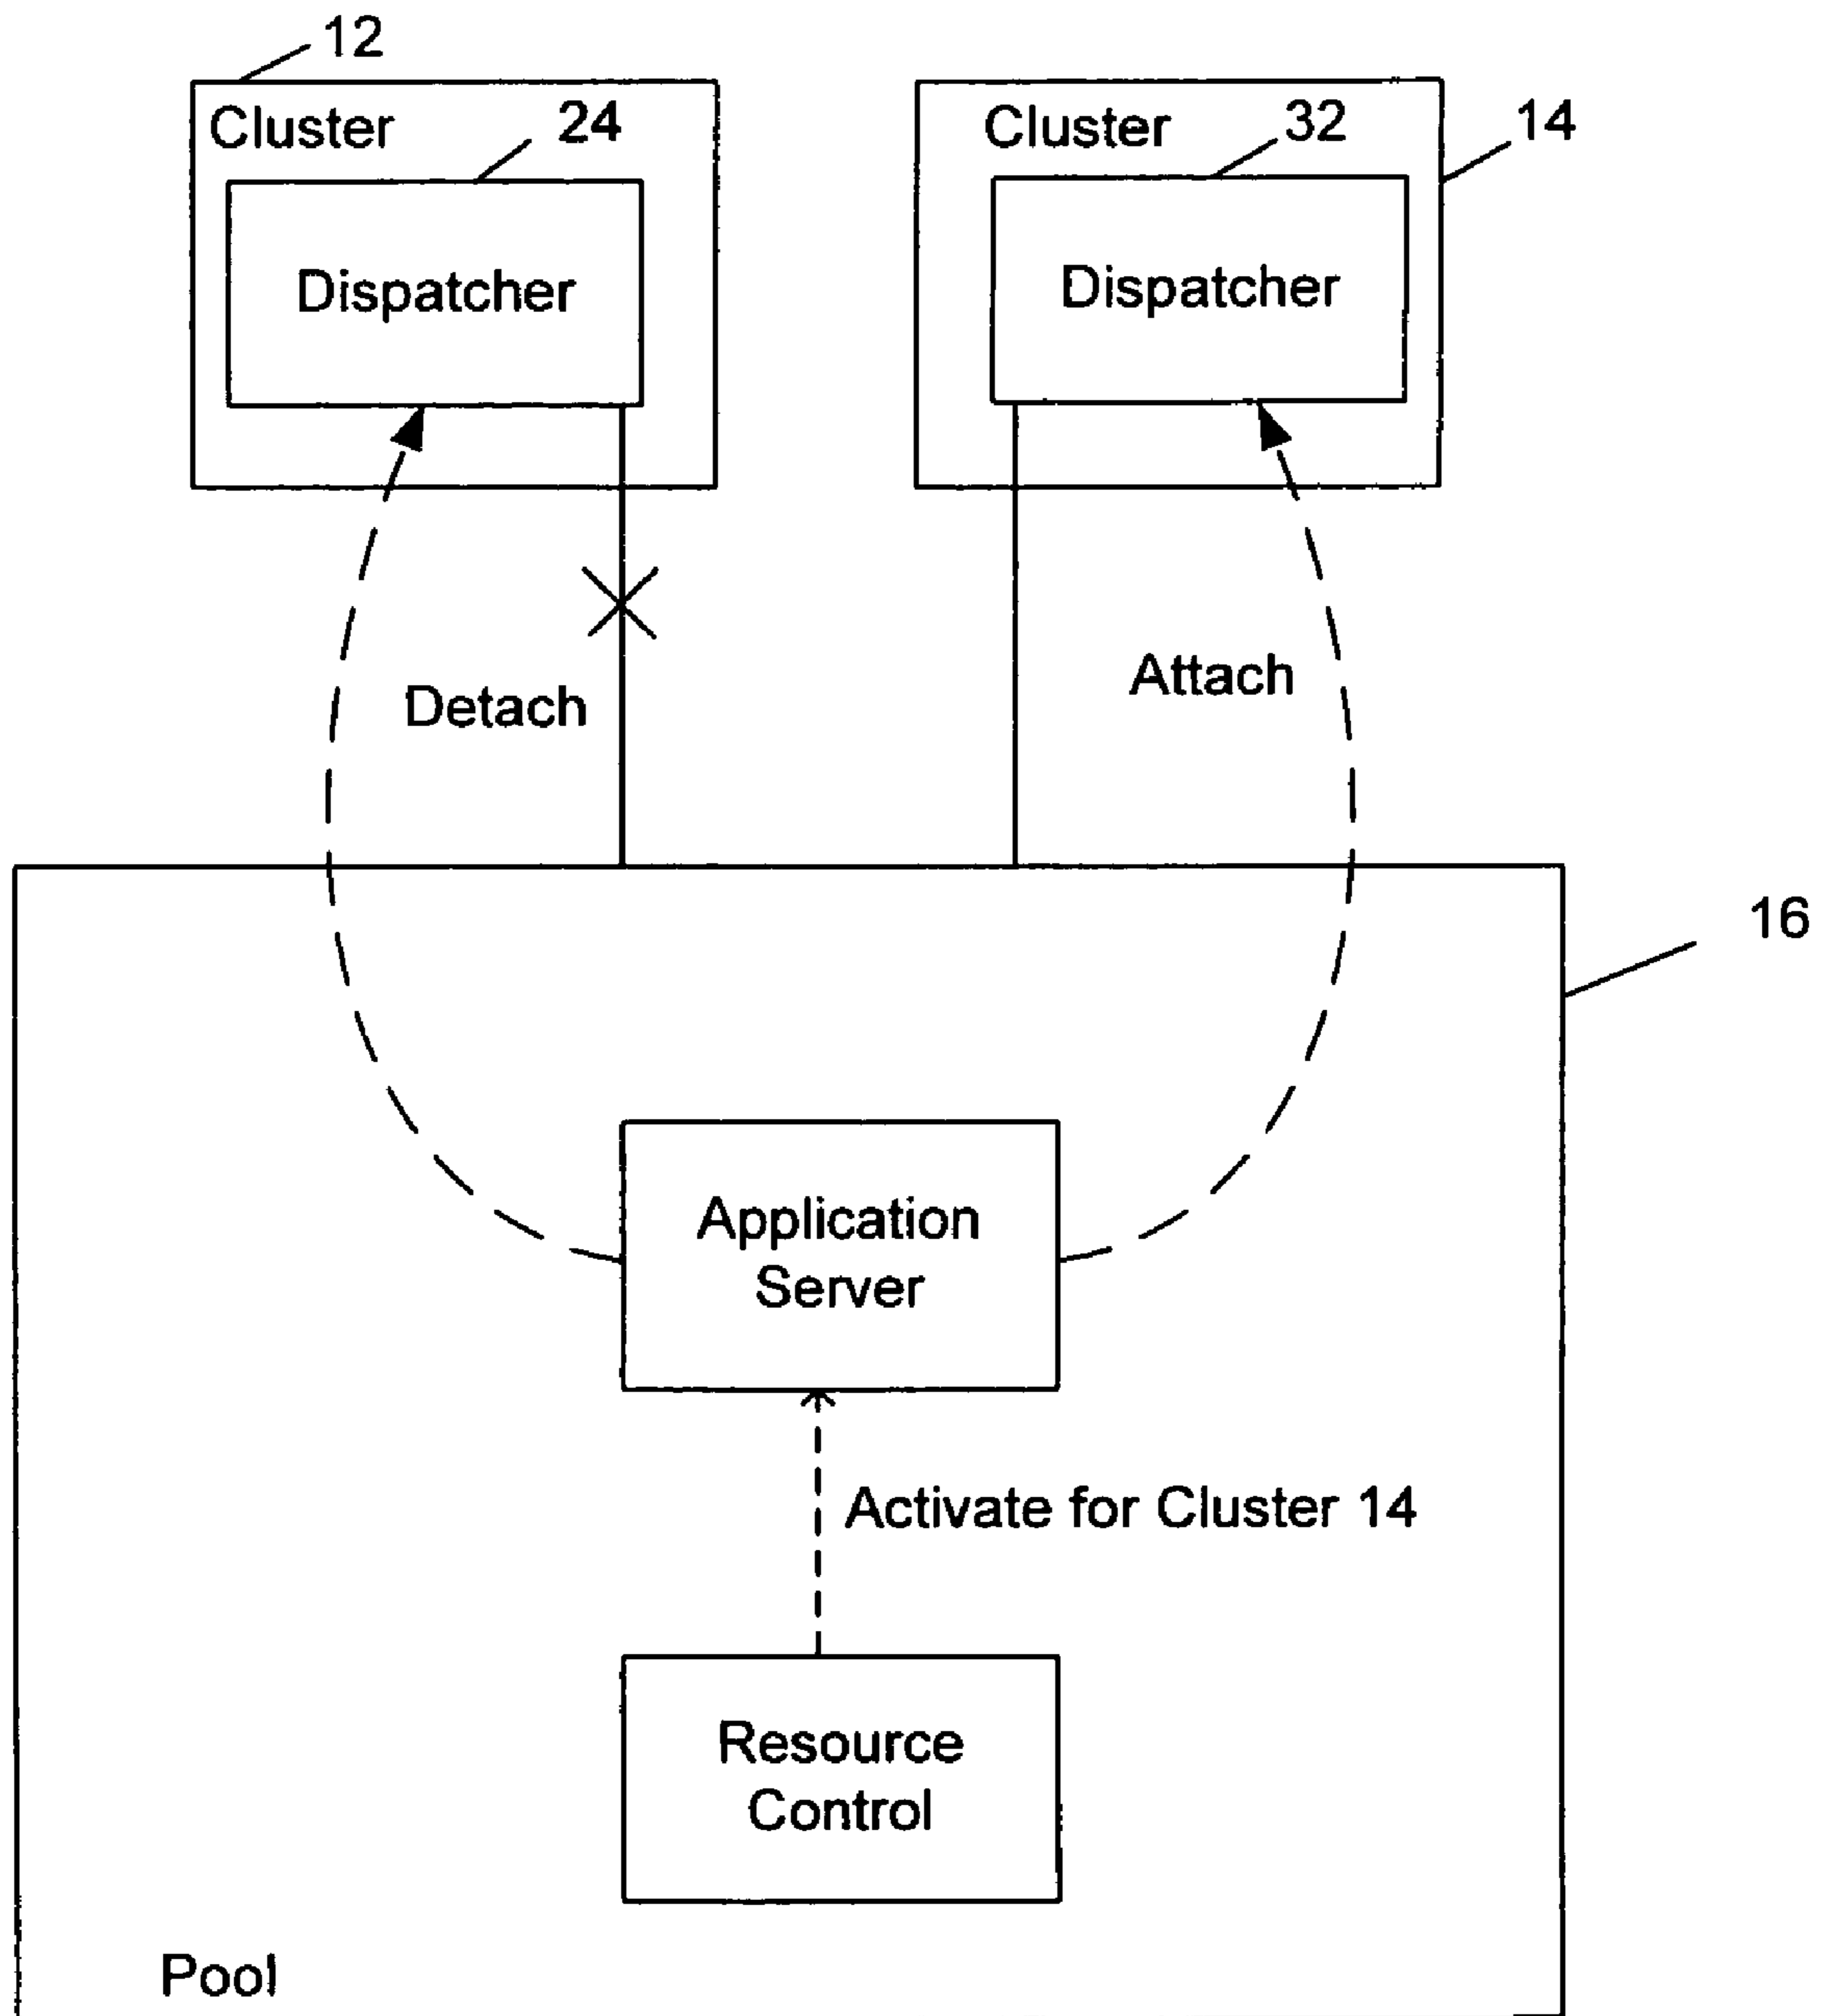 12
Cluster
24
Dispatcher
Cluster
32
14
Dispatcher
Detach
Attach
16
Application
Server
Activate for Cluster 14
Resource
Control
Pool